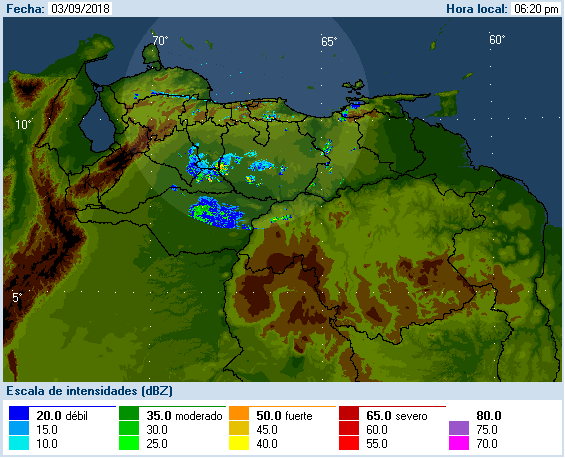 Fecha: 03/09/2018 Hora local: 06:20 pm
70° 65° 60°
10°
5°
Escala de intensidades (dBZ)
20.0 débil 35.0 moderado 50.0 fuerte 65.0 severo 80.0
15.0 30.0 45.0 60.0 75.0
10.0 25.0 40.0 55.0 70.0